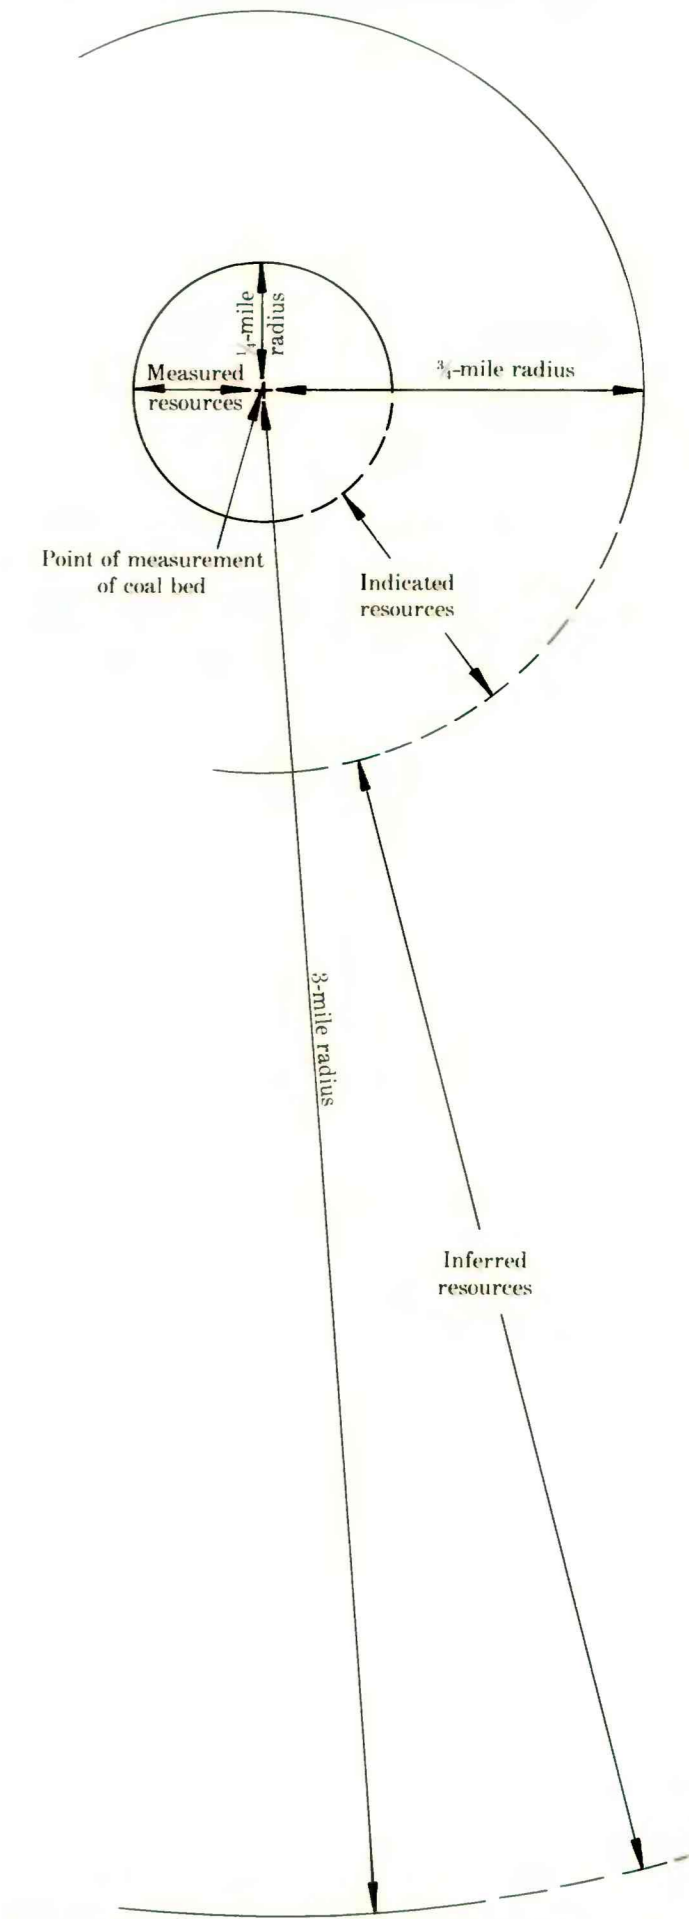 ¼-mile
radius
Measured
resources
¾-mile radius
Point of measurement
of coal bed
Indicated
resources
3-mile radius
Inferred
resources